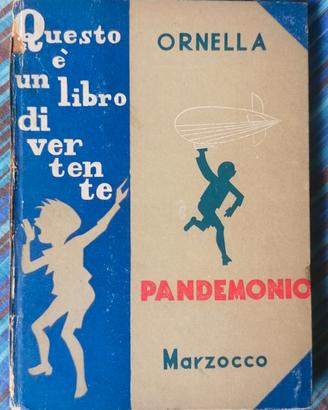 Questo
è
un
libro
di
ver
ten
te
ORNELLA
PANDEMONIO
Marzocco